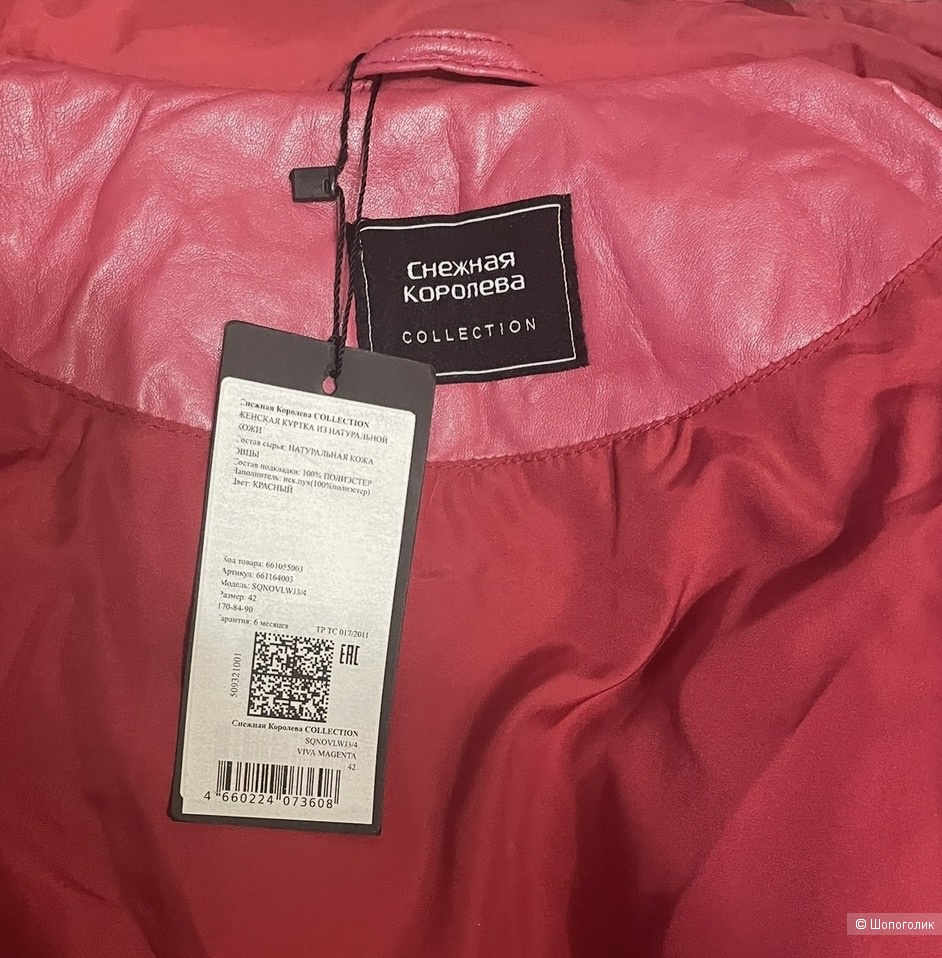 Снежная
Королева
COLLECTION
Снежная Королева COLLECTION
ЖЕНСКАЯ КУРТКА ИЗ НАТУРАЛЬНОЙ
КОЖИ
Состав сырья: НАТУРАЛЬНАЯ КОЖА
ОВЦЫ
Состав подкладки: 100% ПОЛИЭСТЕР
Наполнитель: иск.пух(100%полиэстер)
Цвет: КРАСНЫЙ
Код товара: 661055003
Артикул: 661164003
Модель: SQNOVLWJ3/4
Размер: 42
170-84-90
Гарантия: 6 месяцев
ТР ТС 017/2011
EAC
509321001
Снежная Королева COLLECTION
SQNOVLWJ3/4
VIVA MAGENTA
42
4 660224 073608
© Шопоголик